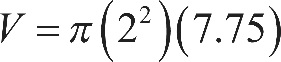 V = π(2²)(7.75)